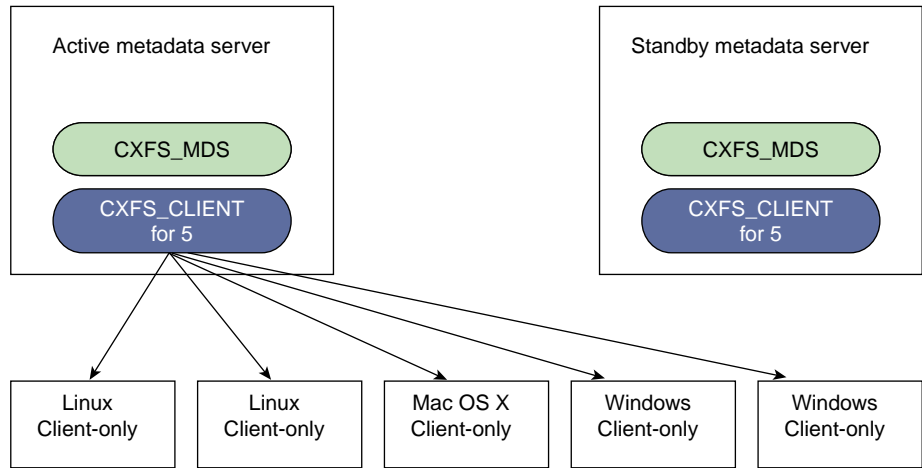 Active metadata server
CXFS_MDS
CXFS_CLIENT
for 5
Standby metadata server
CXFS_MDS
CXFS_CLIENT
for 5
Linux
Client-only
Linux
Client-only
Mac OS X
Client-only
Windows
Client-only
Windows
Client-only